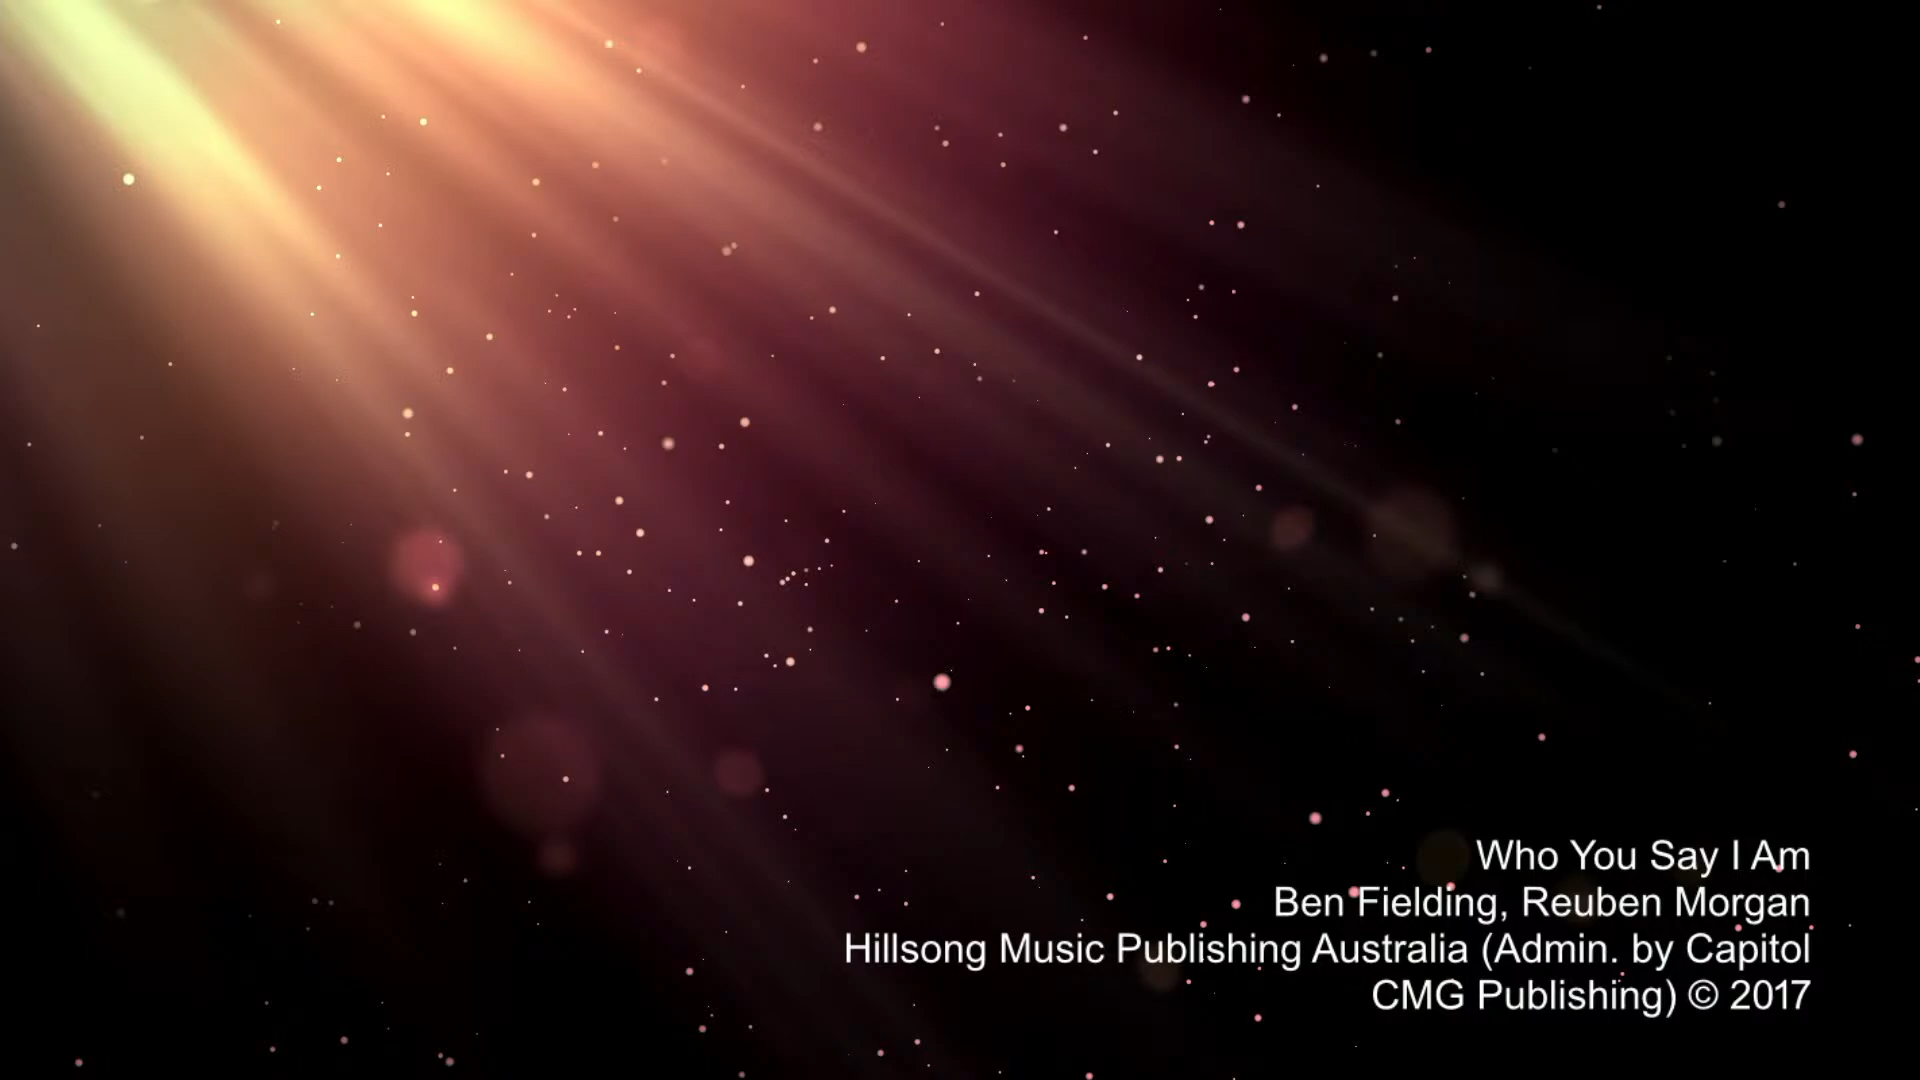 Who You Say I Am
Ben Fielding, Reuben Morgan
Hillsong Music Publishing Australia (Admin. by Capitol
CMG Publishing) © 2017